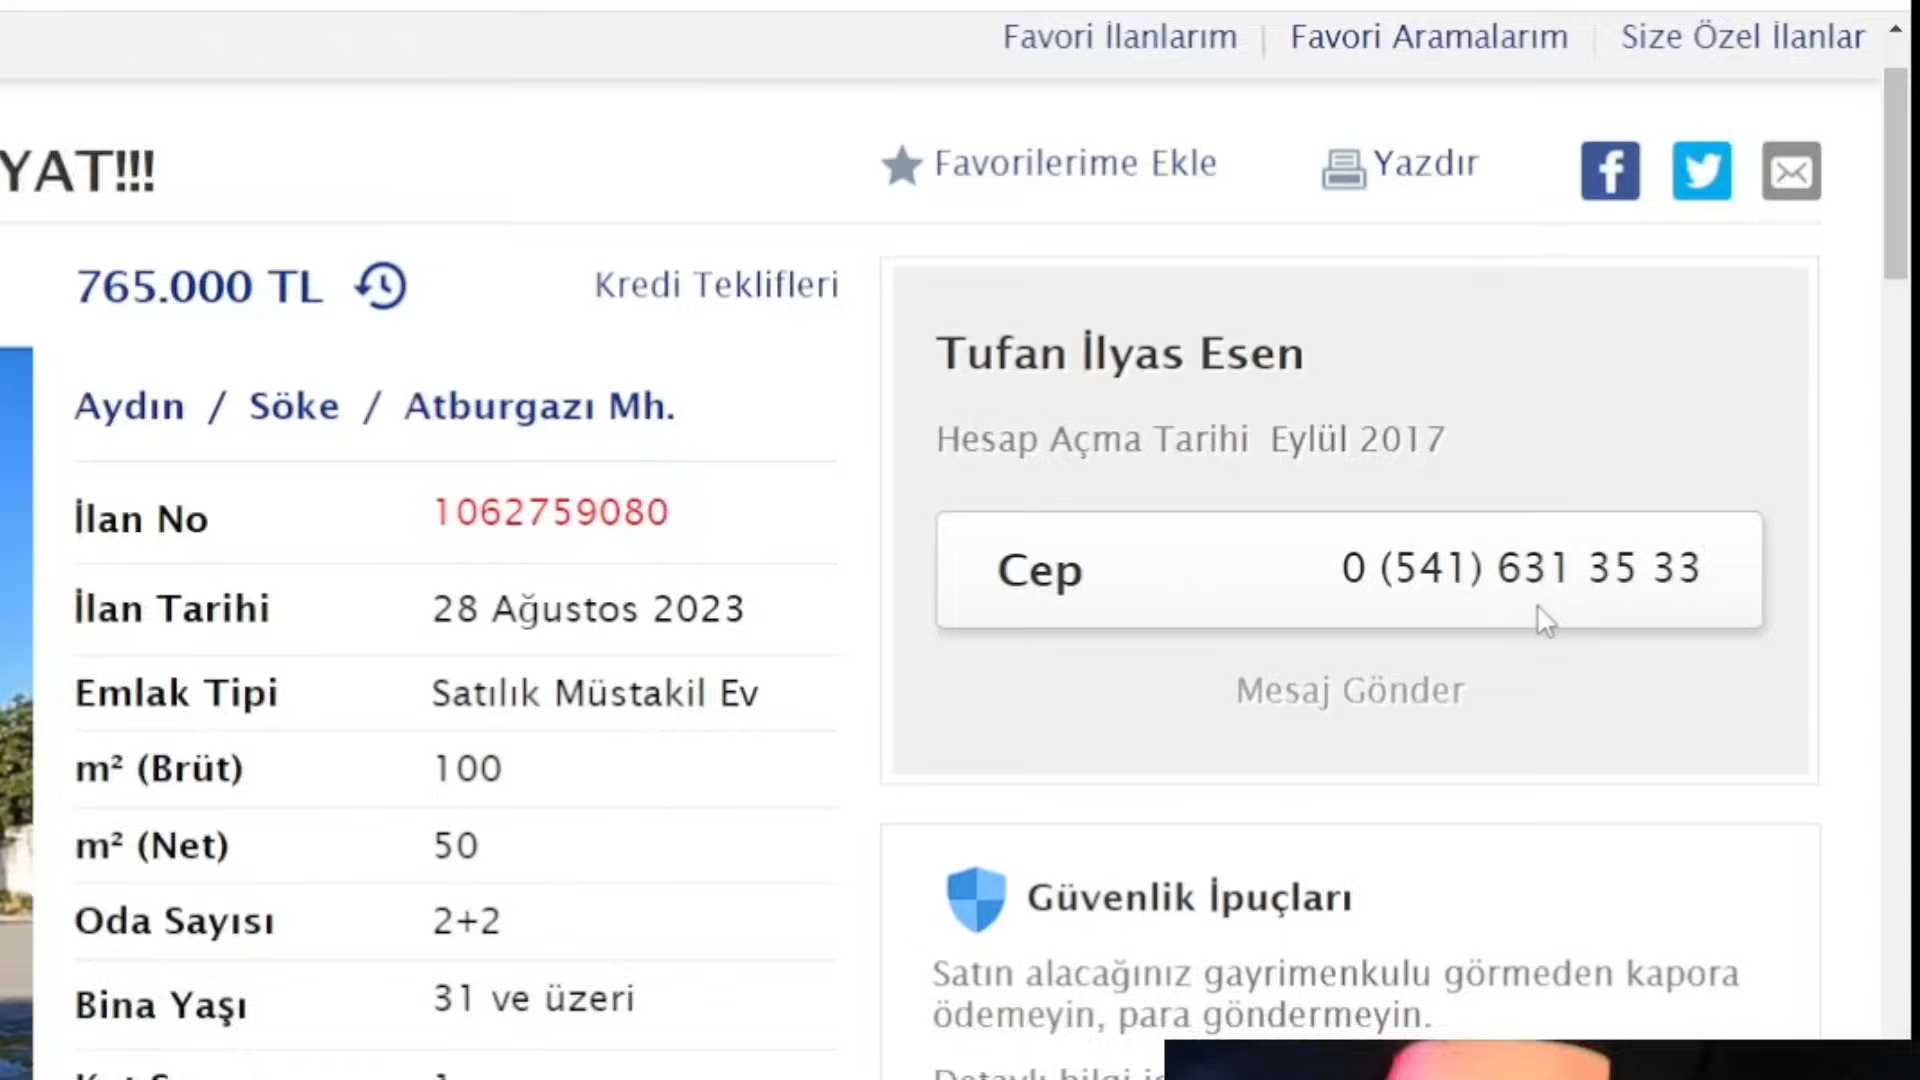 Favori İlanlarım | Favori Aramalarım | Size Özel İlanlar
YAT!!!
Favorilerime Ekle
Yazdır
765.000 TL
Kredi Teklifleri
Aydın / Söke / Atburgazı Mh.
İlan No 1062759080
İlan Tarihi 28 Ağustos 2023
Emlak Tipi Satılık Müstakil Ev
m² (Brüt) 100
m² (Net) 50
Oda Sayısı 2+2
Bina Yaşı 31 ve üzeri
Tufan İlyas Esen
Hesap Açma Tarihi Eylül 2017
Cep 0 (541) 631 35 33
Mesaj Gönder
Güvenlik İpuçları
Satın alacağınız gayrimenkulu görmeden kapora
ödemeyin, para göndermeyin.